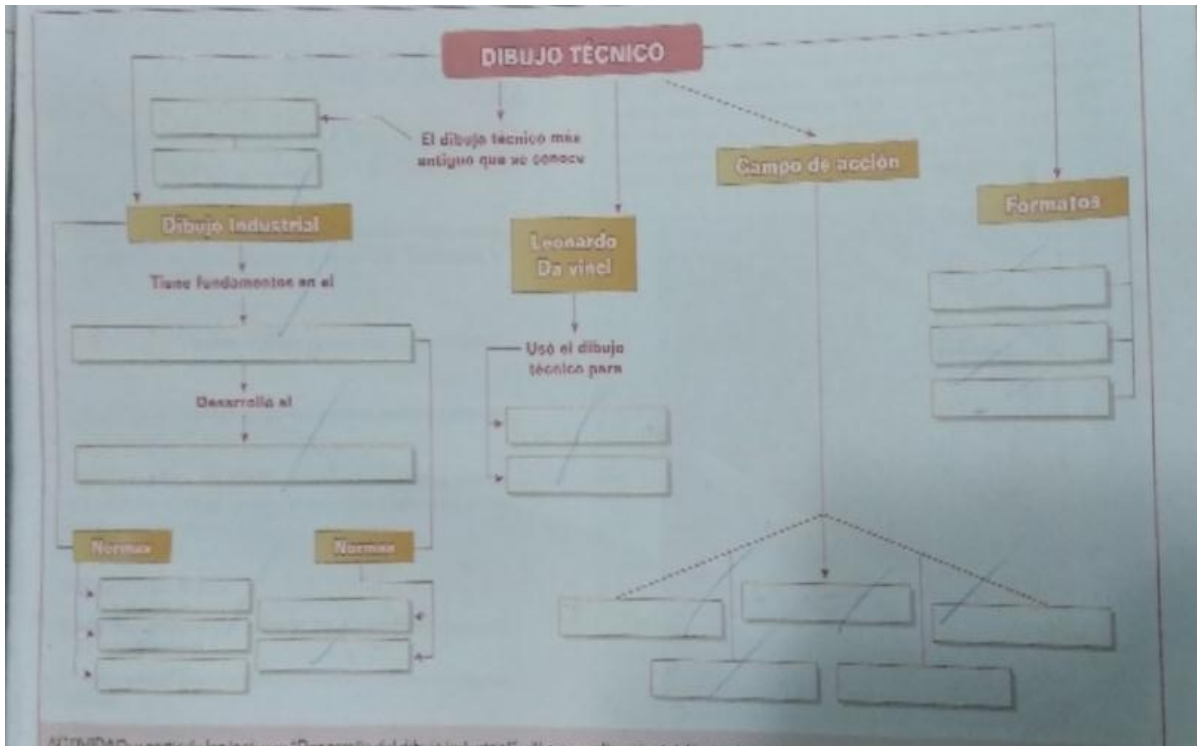 DIBUJO TÉCNICO
El dibujo técnico más
antiguo que se conoce
Campo de acción
Formatos
Dibujo Industrial
Leonardo
Da vinci
Tiene fundamentos en el
Usó el dibujo
técnico para
Desarrolla el
Normas
Normas
ACTIVIDAD